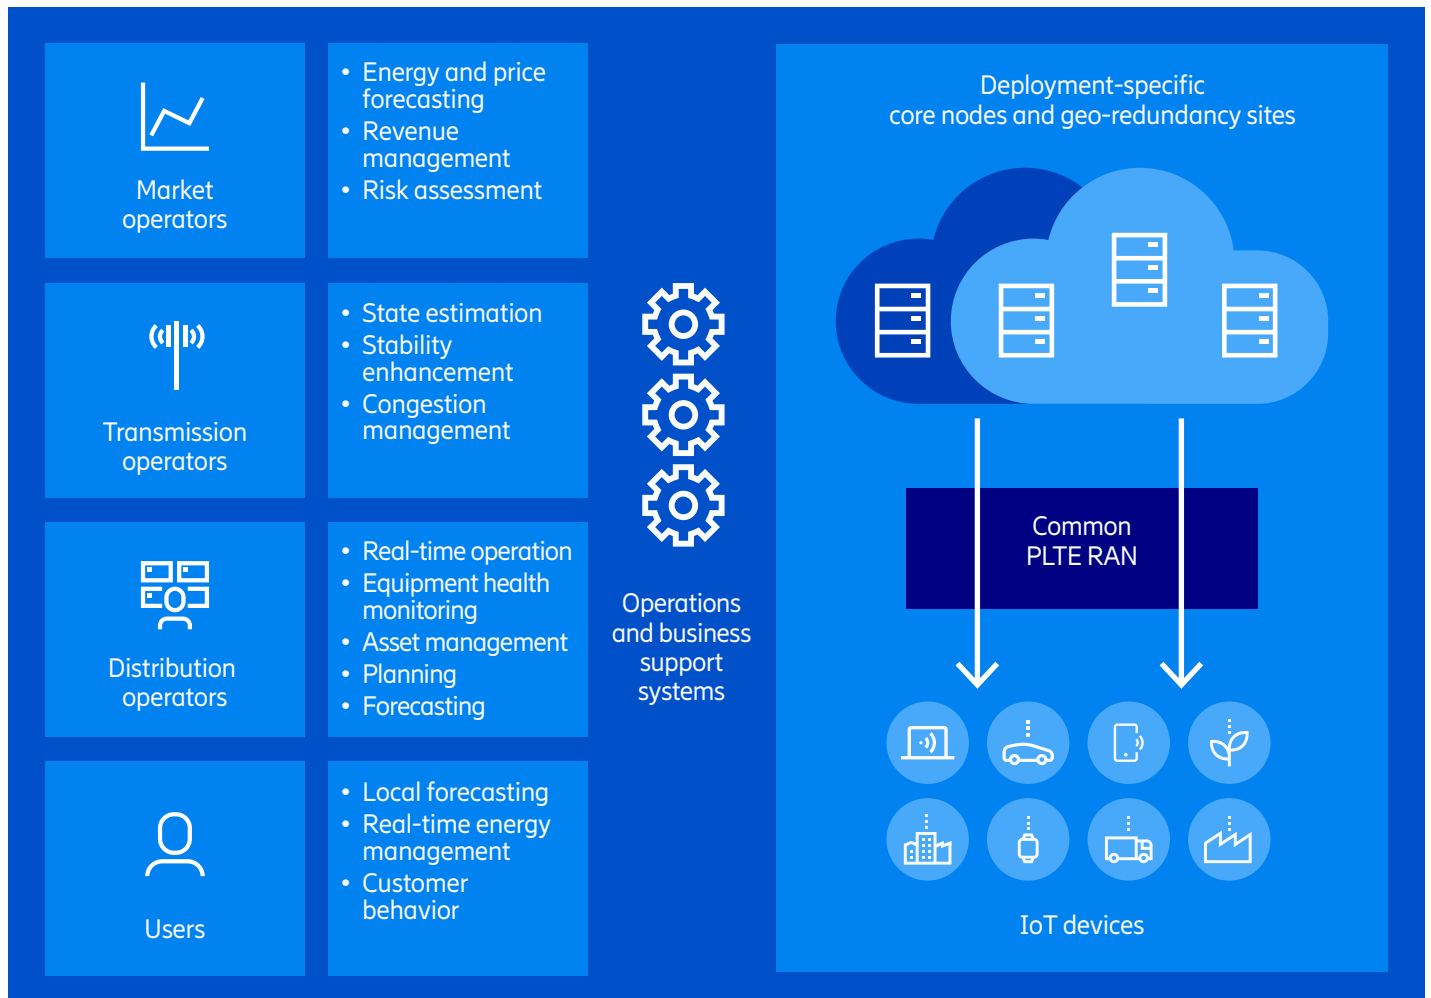 Market
operators
• Energy and price
forecasting
• Revenue
management
• Risk assessment
Transmission
operators
• State estimation
• Stability
enhancement
• Congestion
management
Distribution
operators
• Real-time operation
• Equipment health
monitoring
• Asset management
• Planning
• Forecasting
Users
• Local forecasting
• Real-time energy
management
• Customer
behavior
Operations
and business
support
systems
Deployment-specific
core nodes and geo-redundancy sites
Common
PLTE RAN
IoT devices